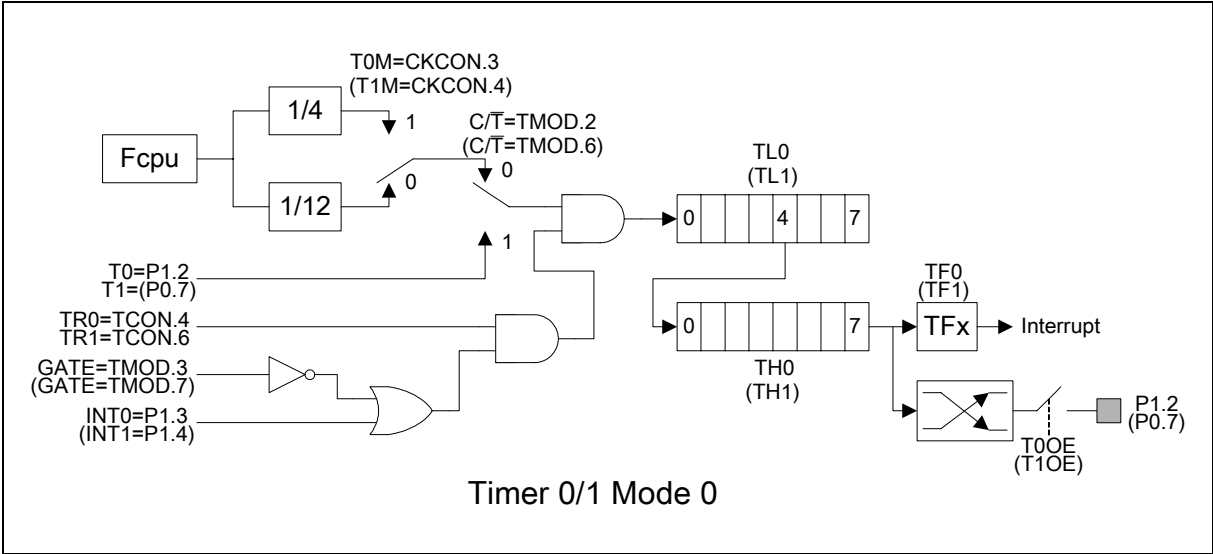 T0M=CKCON.3
(T1M=CKCON.4)
1/4
1
C/T̅=TMOD.2
(C/T̅=TMOD.6)
Fcpu
0
0
1/12
TL0
(TL1)
0 4 7
1
T0=P1.2
T1=(P0.7)
TR0=TCON.4
TR1=TCON.6
TF0
(TF1)
0 7
TFx
Interrupt
TH0
(TH1)
GATE=TMOD.3
(GATE=TMOD.7)
INT0=P1.3
(INT1=P1.4)
P1.2
(P0.7)
T0OE
(T1OE)
Timer 0/1 Mode 0